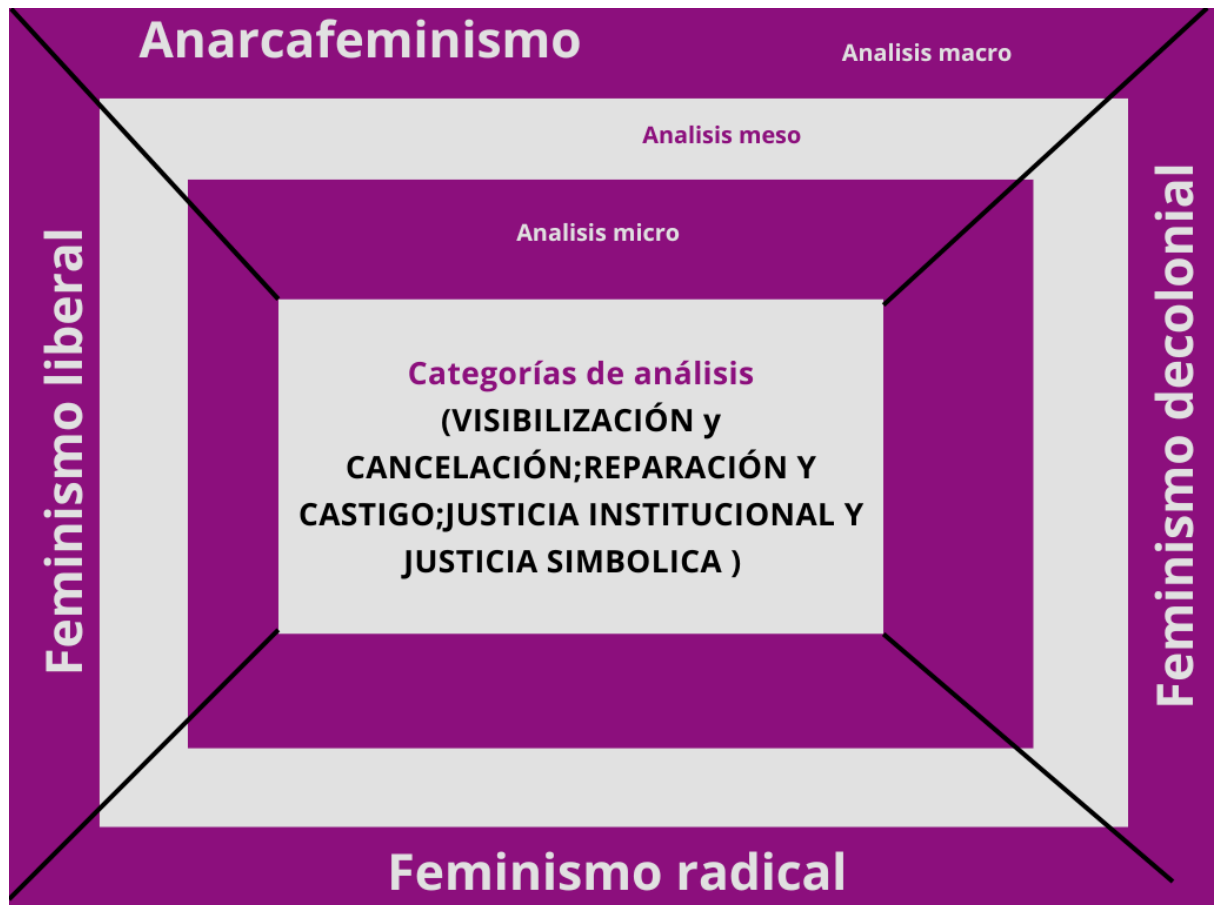 Anarcafeminismo
Analisis macro
Analisis meso
Analisis micro
Feminismo liberal
Categorías de análisis
(VISIBILIZACIÓN y
CANCELACIÓN;REPARACIÓN Y
CASTIGO;JUSTICIA INSTITUCIONAL Y
JUSTICIA SIMBOLICA )
Feminismo decolonial
Feminismo radical